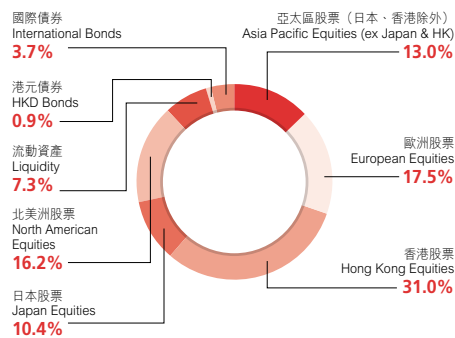 國際債券
International Bonds
3.7%
港元債券
HKD Bonds
0.9%
流動資產
Liquidity
7.3%
北美洲股票
North American
Equities
16.2%
日本股票
Japan Equities
10.4%
亞太區股票（日本、香港除外）
Asia Pacific Equities (ex Japan & HK)
13.0%
歐洲股票
European Equities
17.5%
香港股票
Hong Kong Equities
31.0%